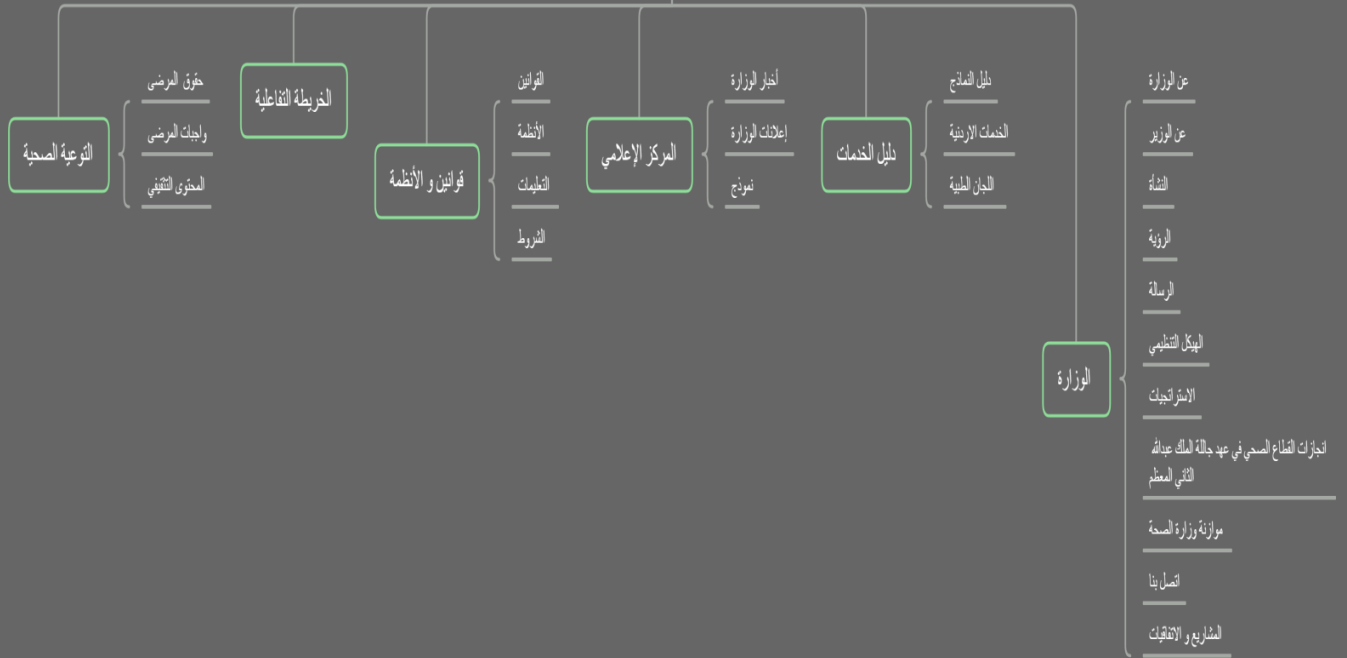 الوزارة
عن الوزارة
عن الوزير
النشأة
الرؤية
الرسالة
الهيكل التنظيمي
الاستراتجيات
انجازات القطاع الصحي في عهد جاللة الملك عبدالله
الثاني المعظم
موازنة وزارة الصحة
اتصل بنا
المشاريع و الاتفاقيات
دليل الخدمات
دليل النماذج
الخدمات الاردنية
اللجان الطبية
المركز الإعلامي
أخبار الوزارة
إعلانات الوزارة
نموذج
قوانين و الأنظمة
القوانين
الأنظمة
التعليمات
الشروط
الخريطة التفاعلية
التوعية الصحية
حقوق المرضى
واجبات المرضى
المحتوى التثقيفي